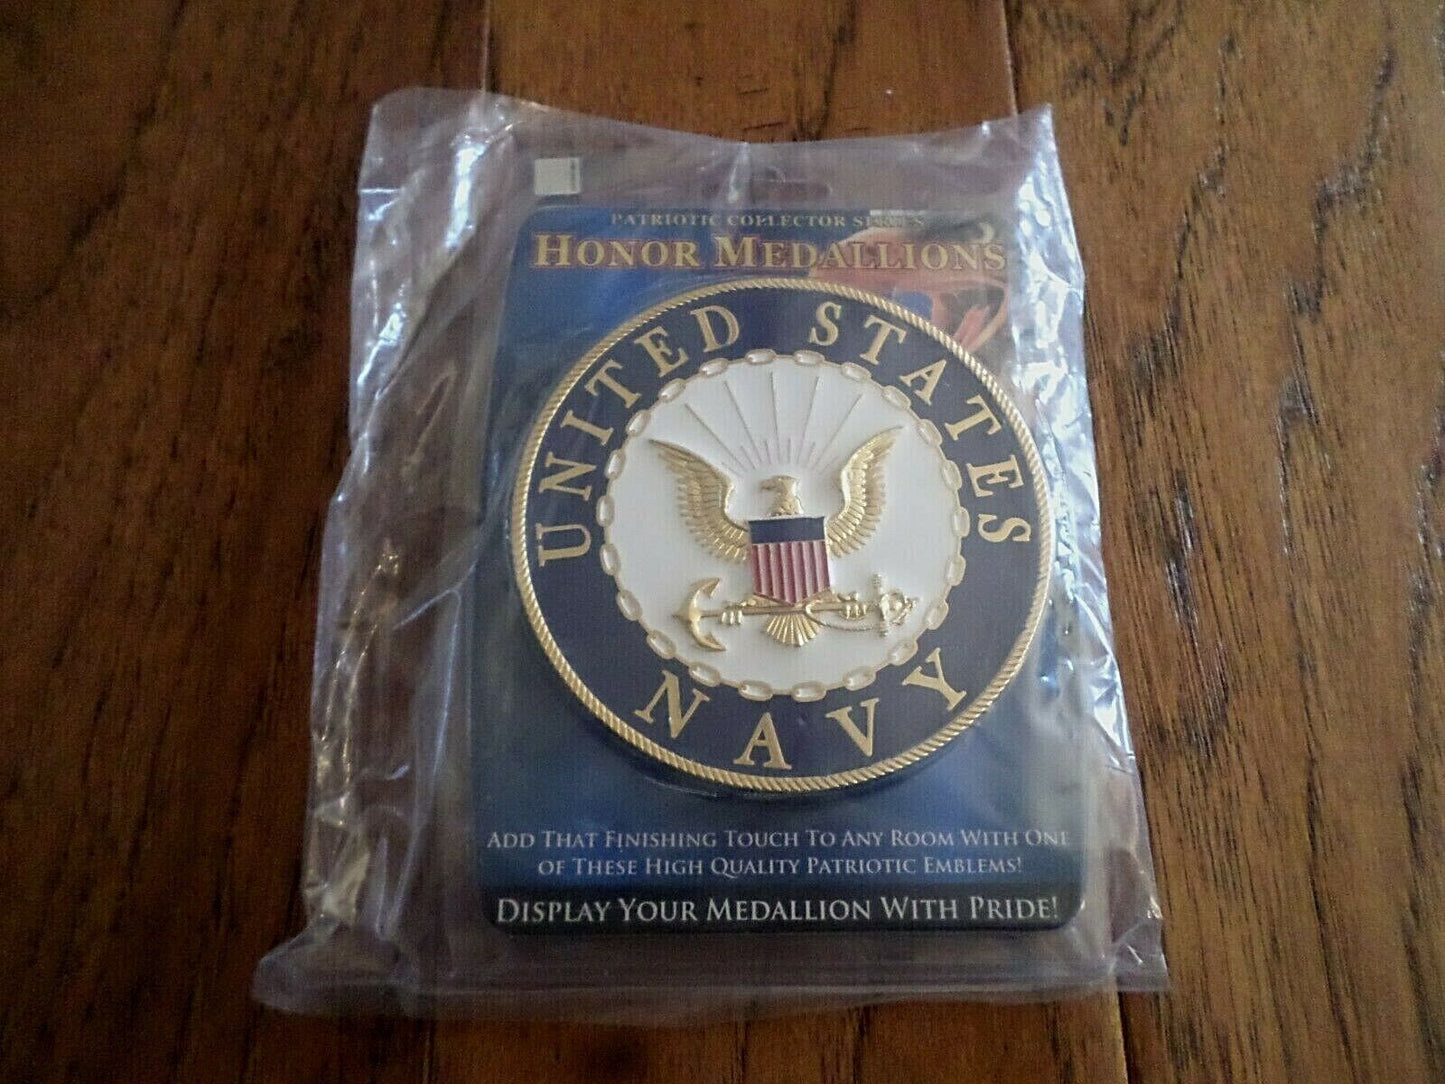 PATRIOTIC COLLECTOR SERIES
HONOR MEDALLIONS
UNITED STATES
NAVY
ADD THAT FINISHING TOUCH TO ANY ROOM WITH ONE
OF THESE HIGH QUALITY PATRIOTIC EMBLEMS!
DISPLAY YOUR MEDALLION WITH PRIDE!